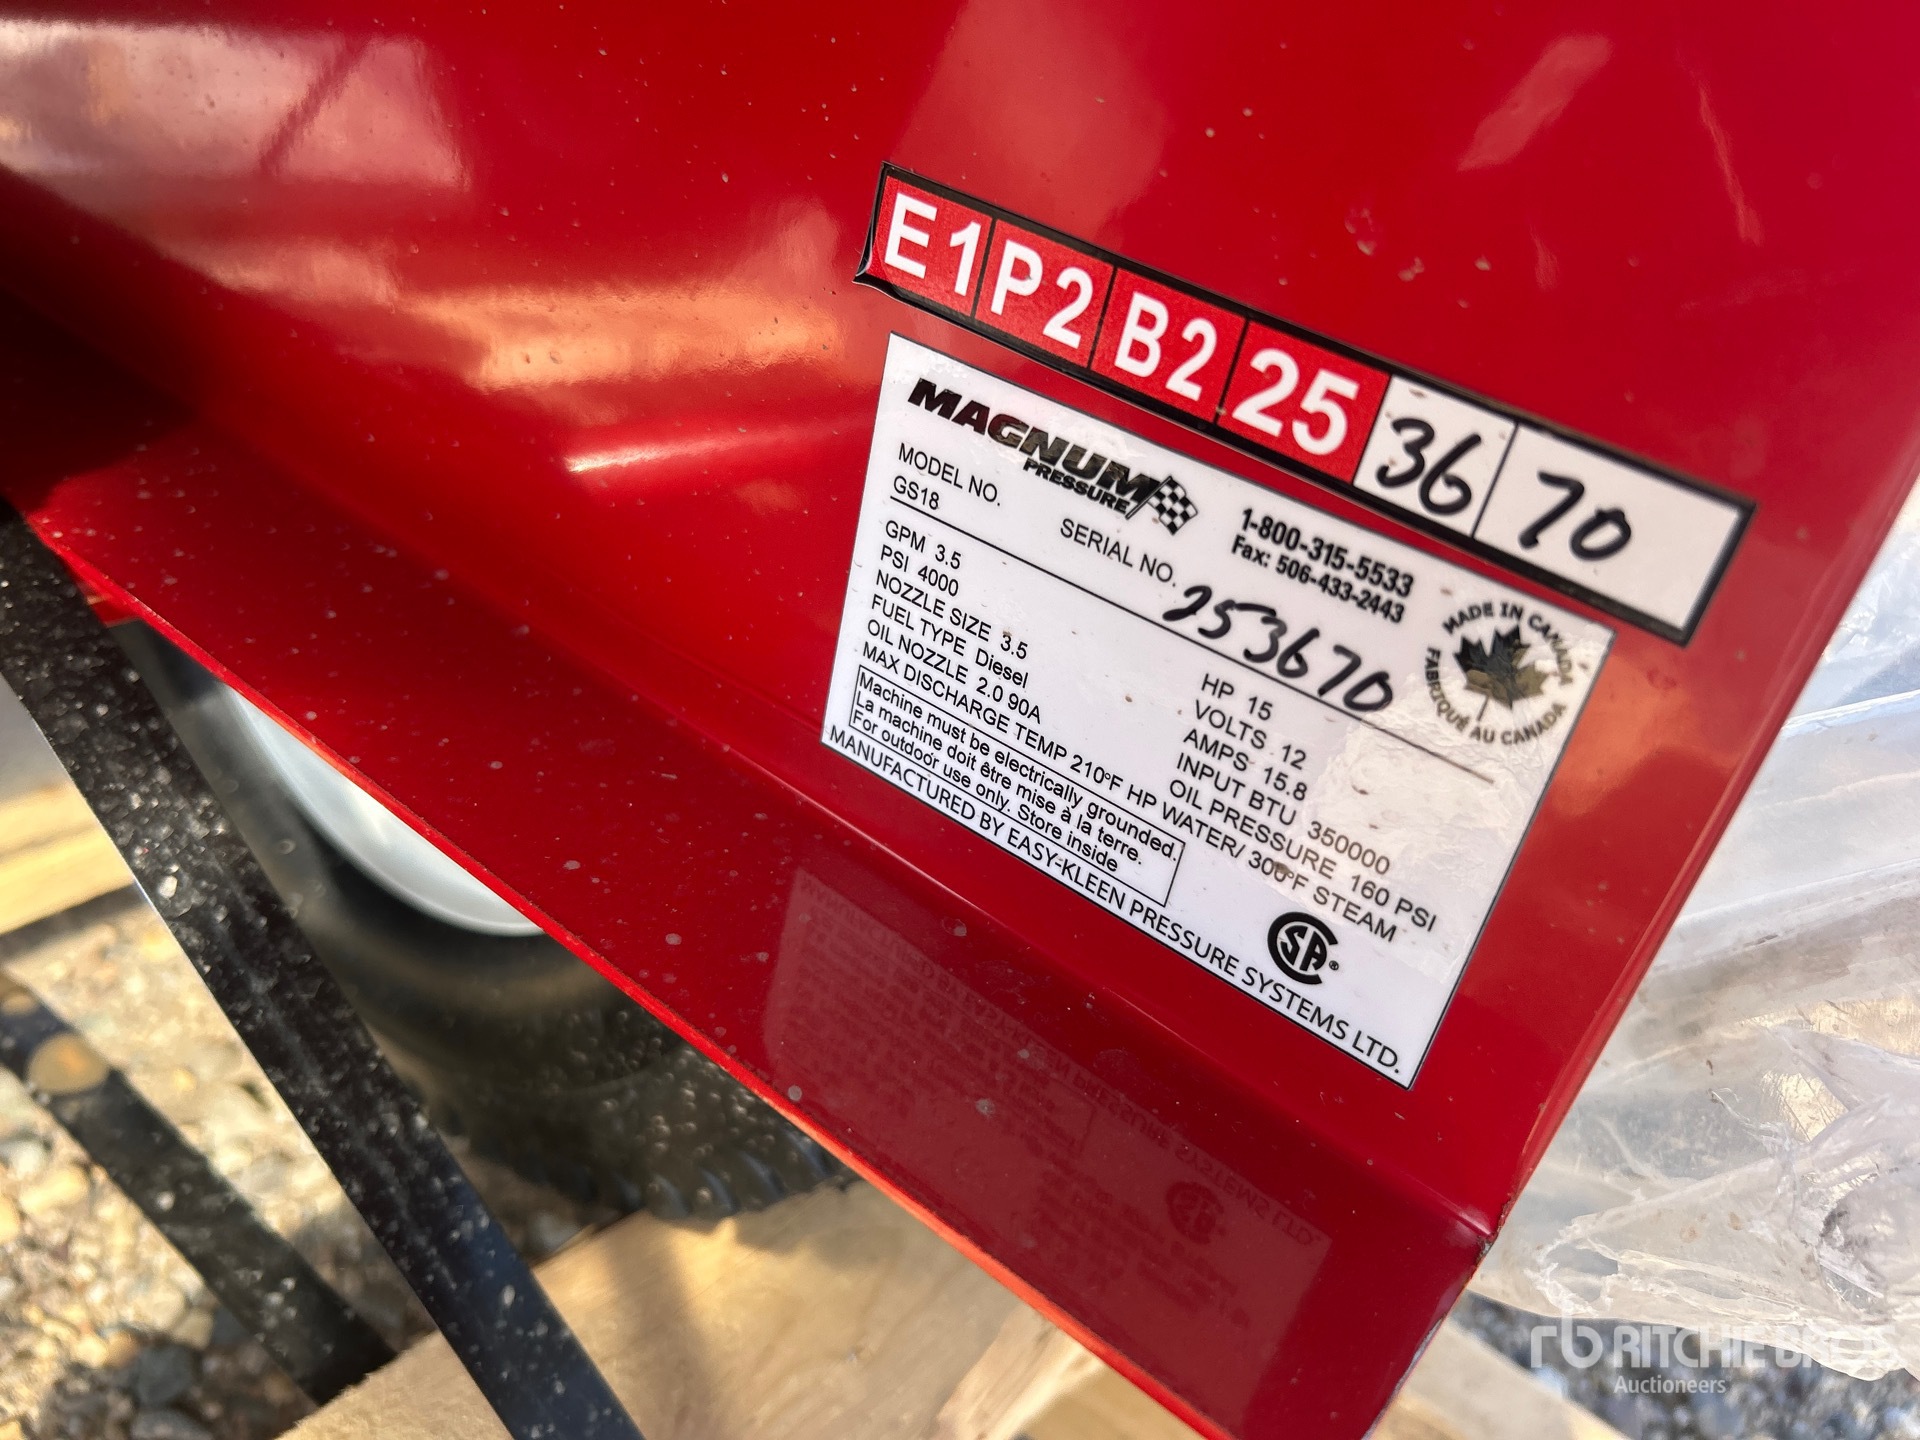 E1 P2 B2 25 36 70
MAGNUM
PRESSURE
1-800-315-5533
Fax: 506-433-2443
MODEL NO.
GS18
SERIAL NO. 253670
MADE IN CANADA
FABRIQUÉ AU CANADA
GPM 3.5
PSI 4000
NOZZLE SIZE 3.5
FUEL TYPE Diesel
OIL NOZZLE 2.0 90A
MAX DISCHARGE TEMP 210°F HP WATER/ 300°F STEAM
HP 15
VOLTS 12
AMPS 15.8
INPUT BTU 350000
OIL PRESSURE 160 PSI
Machine must be electrically grounded.
La machine doit être mise à la terre.
For outdoor use only. Store inside
MANUFACTURED BY EASY-KLEEN PRESSURE SYSTEMS LTD.
CSA®
rb RITCHIE BROS
Auctioneers